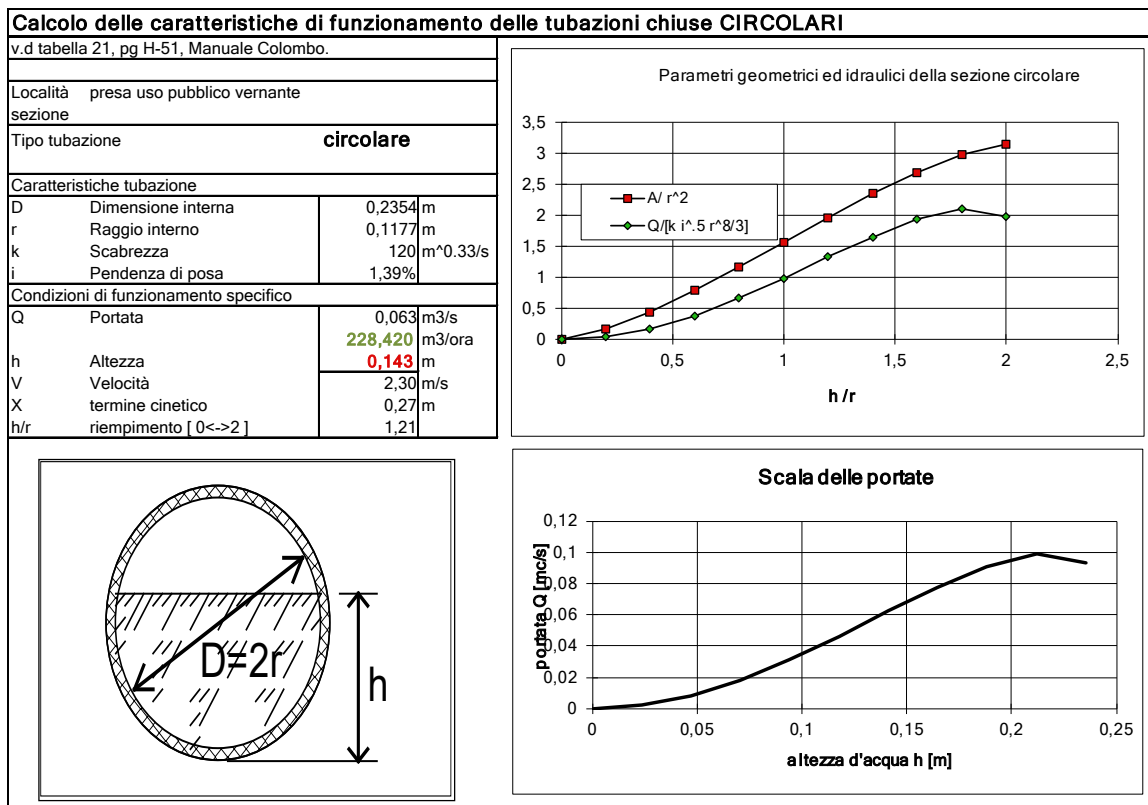 Calcolo delle caratteristiche di funzionamento delle tubazioni chiuse CIRCOLARI
v.d tabella 21, pg H-51, Manuale Colombo.
Località presa uso pubblico vernante
sezione
Tipo tubazione circolare
Caratteristiche tubazione
D Dimensione interna 0,2354 m
r Raggio interno 0,1177 m
k Scabrezza 120 m^0.33/s
i Pendenza di posa 1,39%
Condizioni di funzionamento specifico
Q Portata 0,063 m3/s
228,420 m3/ora
h Altezza 0,143 m
V Velocità 2,30 m/s
X termine cinetico 0,27 m
h/r riempimento [ 0<->2 ] 1,21
Parametri geometrici ed idraulici della sezione circolare
3,5
3
2,5
2
1,5
1
0,5
0
A/ r^2
Q/[k i^.5 r^8/3]
0 0,5 1 1,5 2 2,5
h /r
D=2r
h
Scala delle portate
portata Q [mc/s]
0,12
0,1
0,08
0,06
0,04
0,02
0
0 0,05 0,1 0,15 0,2 0,25
altezza d'acqua h [m]